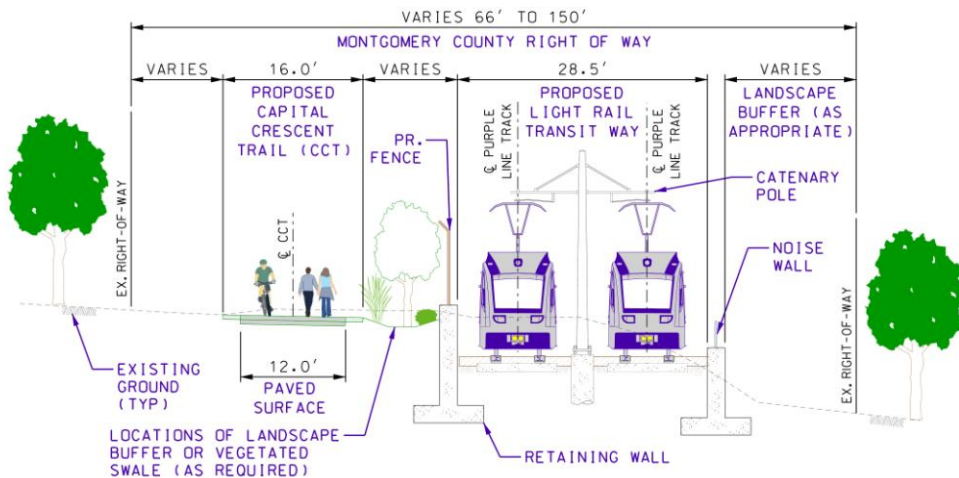 VARIES 66' TO 150'
MONTGOMERY COUNTY RIGHT OF WAY
VARIES
16.0'
VARIES
28.5'
VARIES
PROPOSED
CAPITAL
CRESCENT
TRAIL (CCT)
PROPOSED
LIGHT RAIL
TRANSIT WAY
LANDSCAPE
BUFFER (AS
APPROPRIATE)
PR.
FENCE
℄ PURPLE
LINE TRACK
℄ PURPLE
LINE TRACK
CATENARY
POLE
EX. RIGHT-OF-WAY
℄ CCT
NOISE
WALL
EX. RIGHT-OF-WAY
EXISTING
GROUND
(TYP)
12.0'
PAVED
SURFACE
LOCATIONS OF LANDSCAPE
BUFFER OR VEGETATED
SWALE (AS REQUIRED)
RETAINING WALL